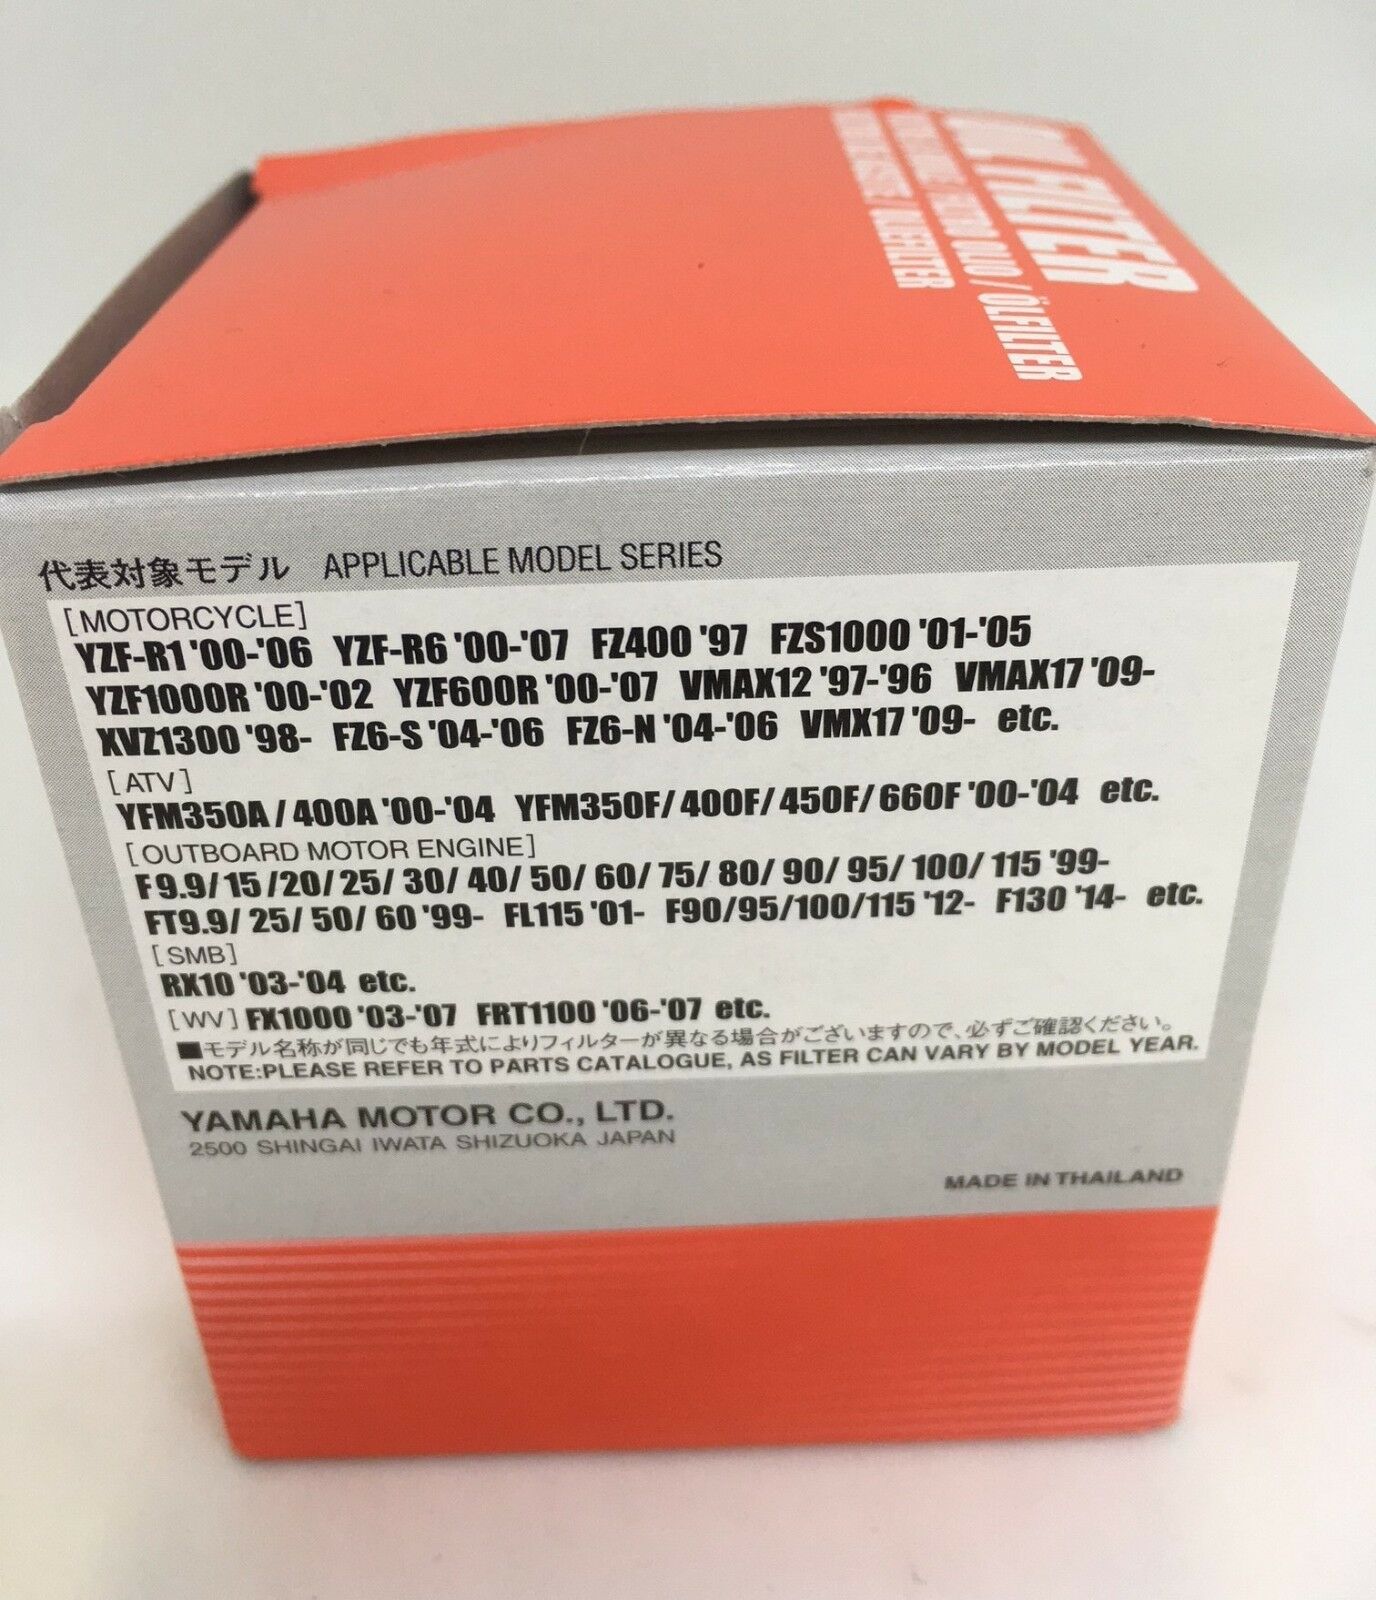 OIL FILTER
FILTRO OLIO / ÖLFILTER
OLIEFILTER
代表対象モデル APPLICABLE MODEL SERIES
[MOTORCYCLE]
YZF-R1 '00-'06 YZF-R6 '00-'07 FZ400 '97 FZS1000 '01-'05
YZF1000R '00-'02 YZF600R '00-'07 VMAX12 '97-'96 VMAX17 '09-
XVZ1300 '98- FZ6-S '04-'06 FZ6-N '04-'06 VMX17 '09- etc.
[ATV]
YFM350A/400A '00-'04 YFM350F/400F/450F/660F '00-'04 etc.
[OUTBOARD MOTOR ENGINE]
F9.9/15/20/25/30/40/50/60/75/80/90/95/100/115 '99-
FT9.9/25/50/60 '99- FL115 '01- F90/95/100/115 '12- F130 '14- etc.
[SMB]
RX10 '03-'04 etc.
[WV] FX1000 '03-'07 FRT1100 '06-'07 etc.
■モデル名称が同じでも年式によりフィルターが異なる場合がございますので、必ずご確認ください。
NOTE:PLEASE REFER TO PARTS CATALOGUE, AS FILTER CAN VARY BY MODEL YEAR.
YAMAHA MOTOR CO., LTD.
2500 SHINGAI IWATA SHIZUOKA JAPAN
MADE IN THAILAND